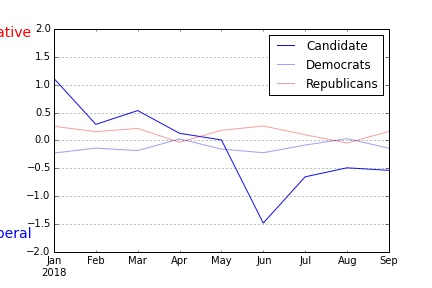 ative
2.0
Candidate
Democrats
Republicans
1.5
1.0
0.5
0.0
−0.5
−1.0
−1.5
beral
−2.0
Jan Feb Mar Apr May Jun Jul Aug Sep
2018